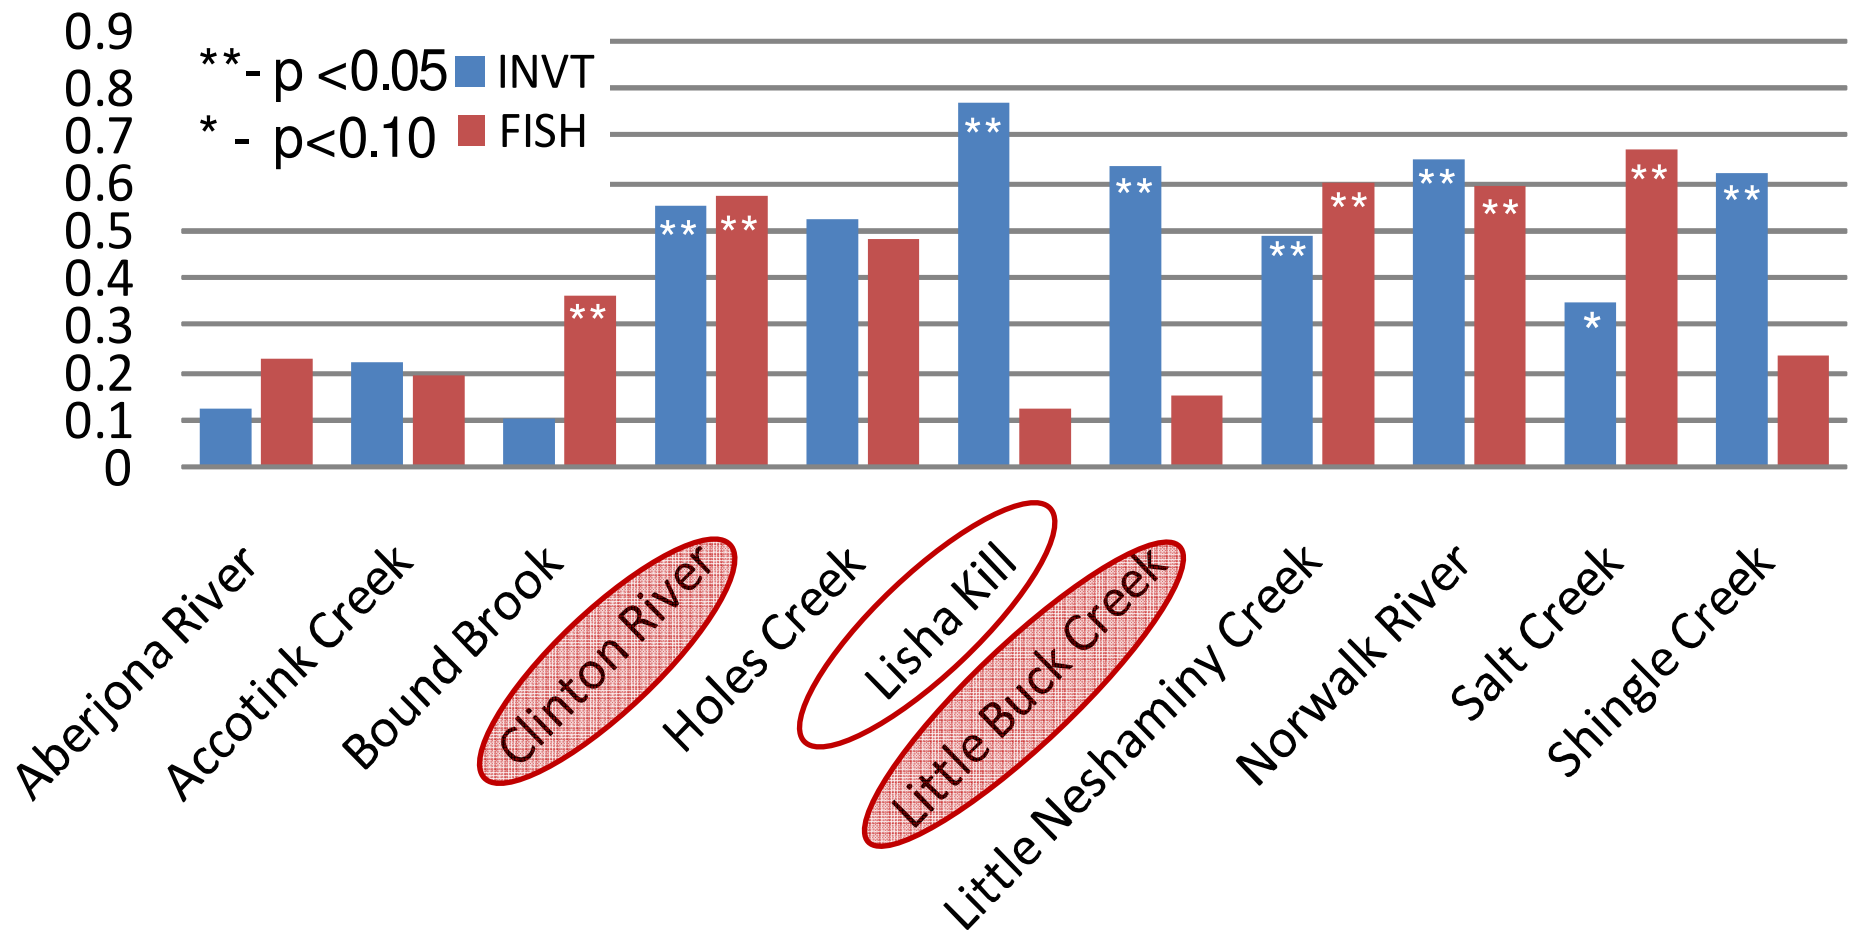 0.9
0.8
0.7
0.6
0.5
0.4
0.3
0.2
0.1
0
**- p <0.05
* - p<0.10
INVT
FISH
**
**
**
**
**
**
**
**
**
*
**
**
Aberjona River
Accotink Creek
Bound Brook
Clinton River
Holes Creek
Lisha Kill
Little Buck Creek
Little Neshaminy Creek
Norwalk River
Salt Creek
Shingle Creek